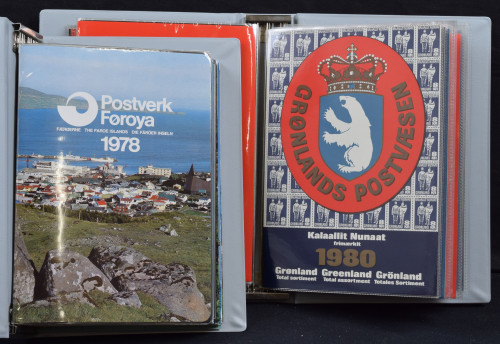 Postverk
Føroya
FÆRØERNE THE FAROE ISLANDS DIE FÄRÖER INSELN
1978
GRØNLANDS POSTVÆSEN
Kalaallit Nunaat
frimærkit
1980
Grønland Greenland Grönland
Total sortiment Total assortment Totales Sortiment